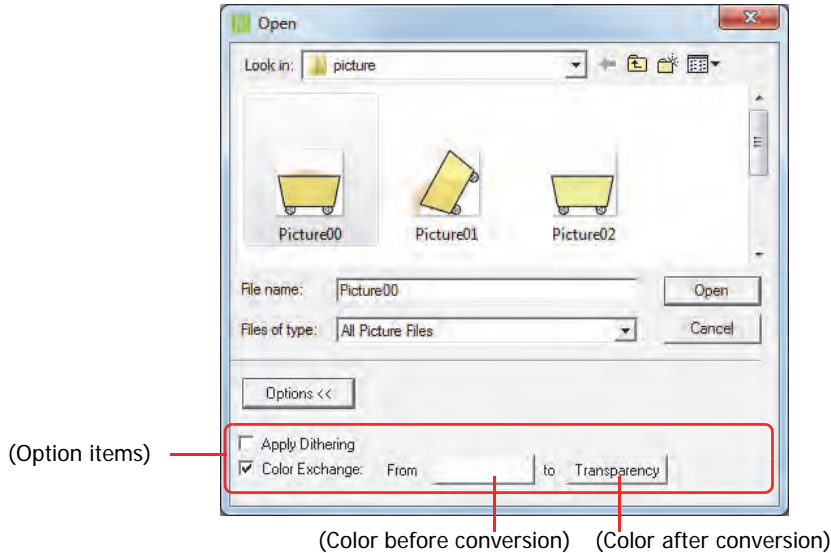 Open
Look in: picture
Picture00 Picture01 Picture02
File name: Picture00 Open
Files of type: All Picture Files Cancel
Options <<
(Option items)
Apply Dithering
Color Exchange: From to Transparency
(Color before conversion) (Color after conversion)